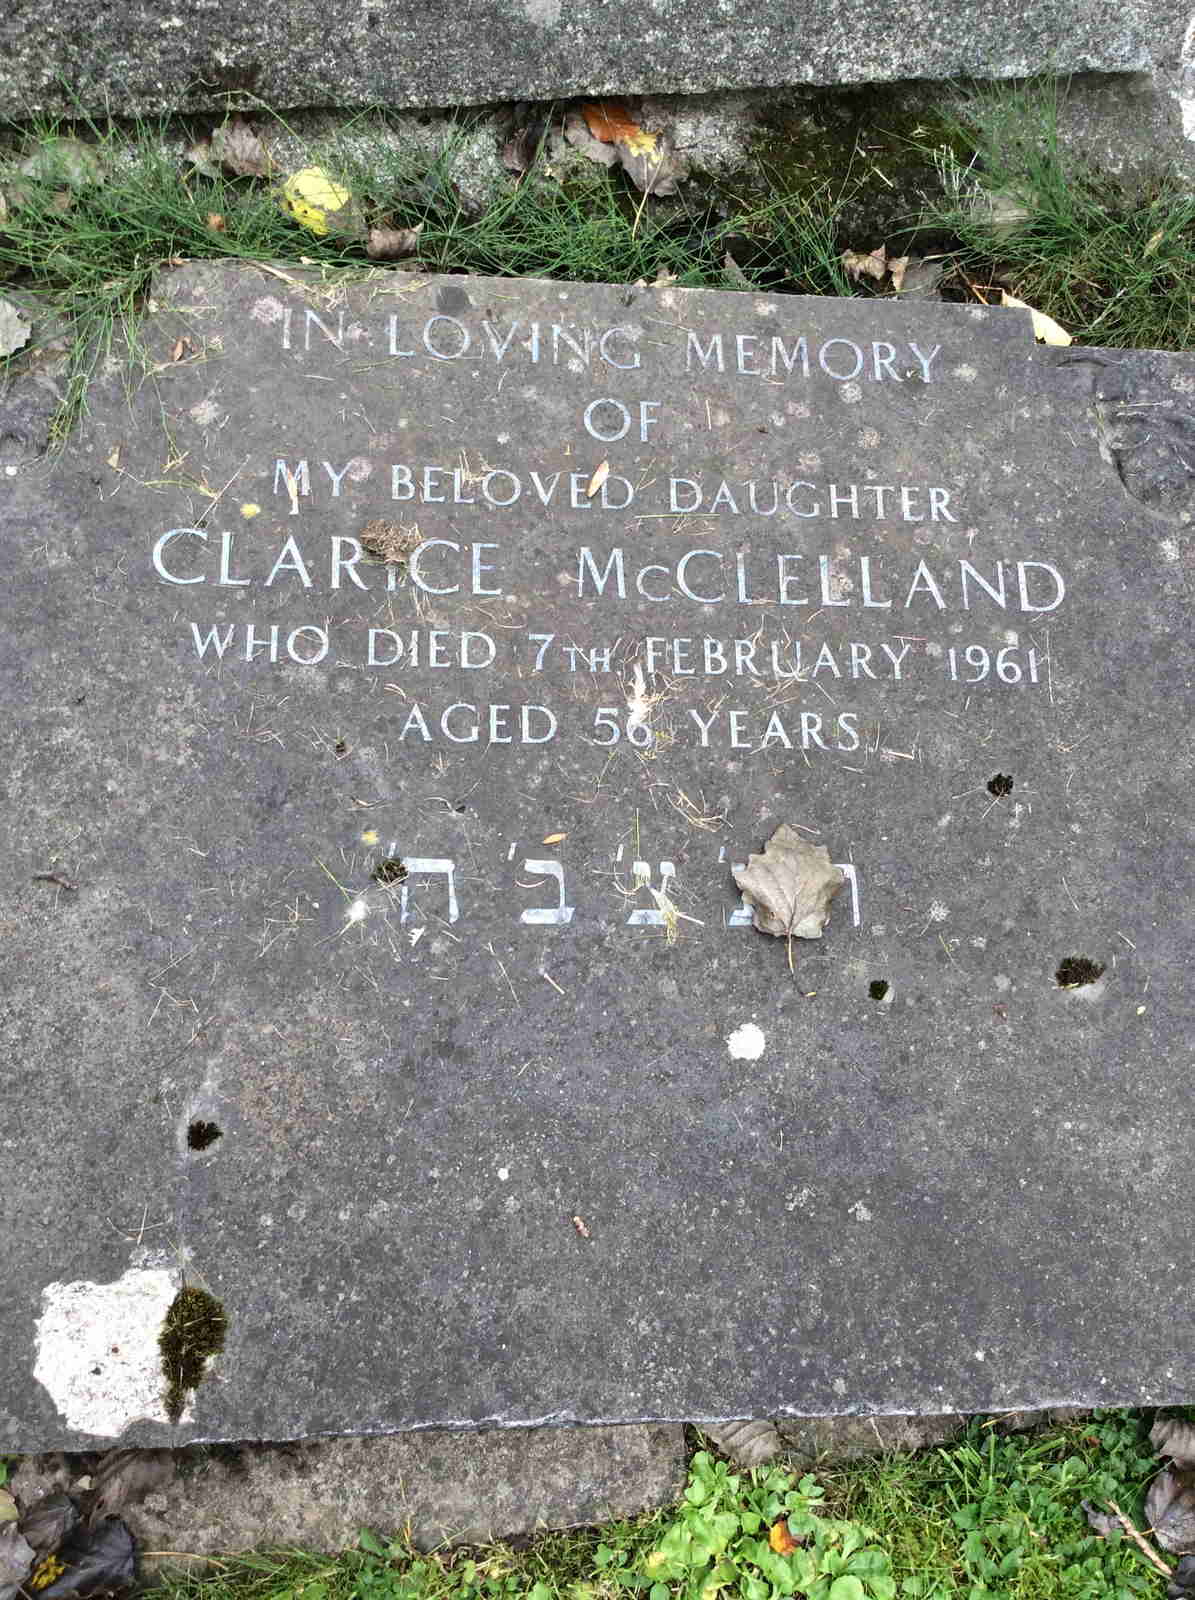 IN LOVING MEMORY
OF
MY BELOVED DAUGHTER
CLARICE McCLELLAND
WHO DIED 7TH FEBRUARY 1961
AGED 56 YEARS
ת נ' צ' ב' ה'